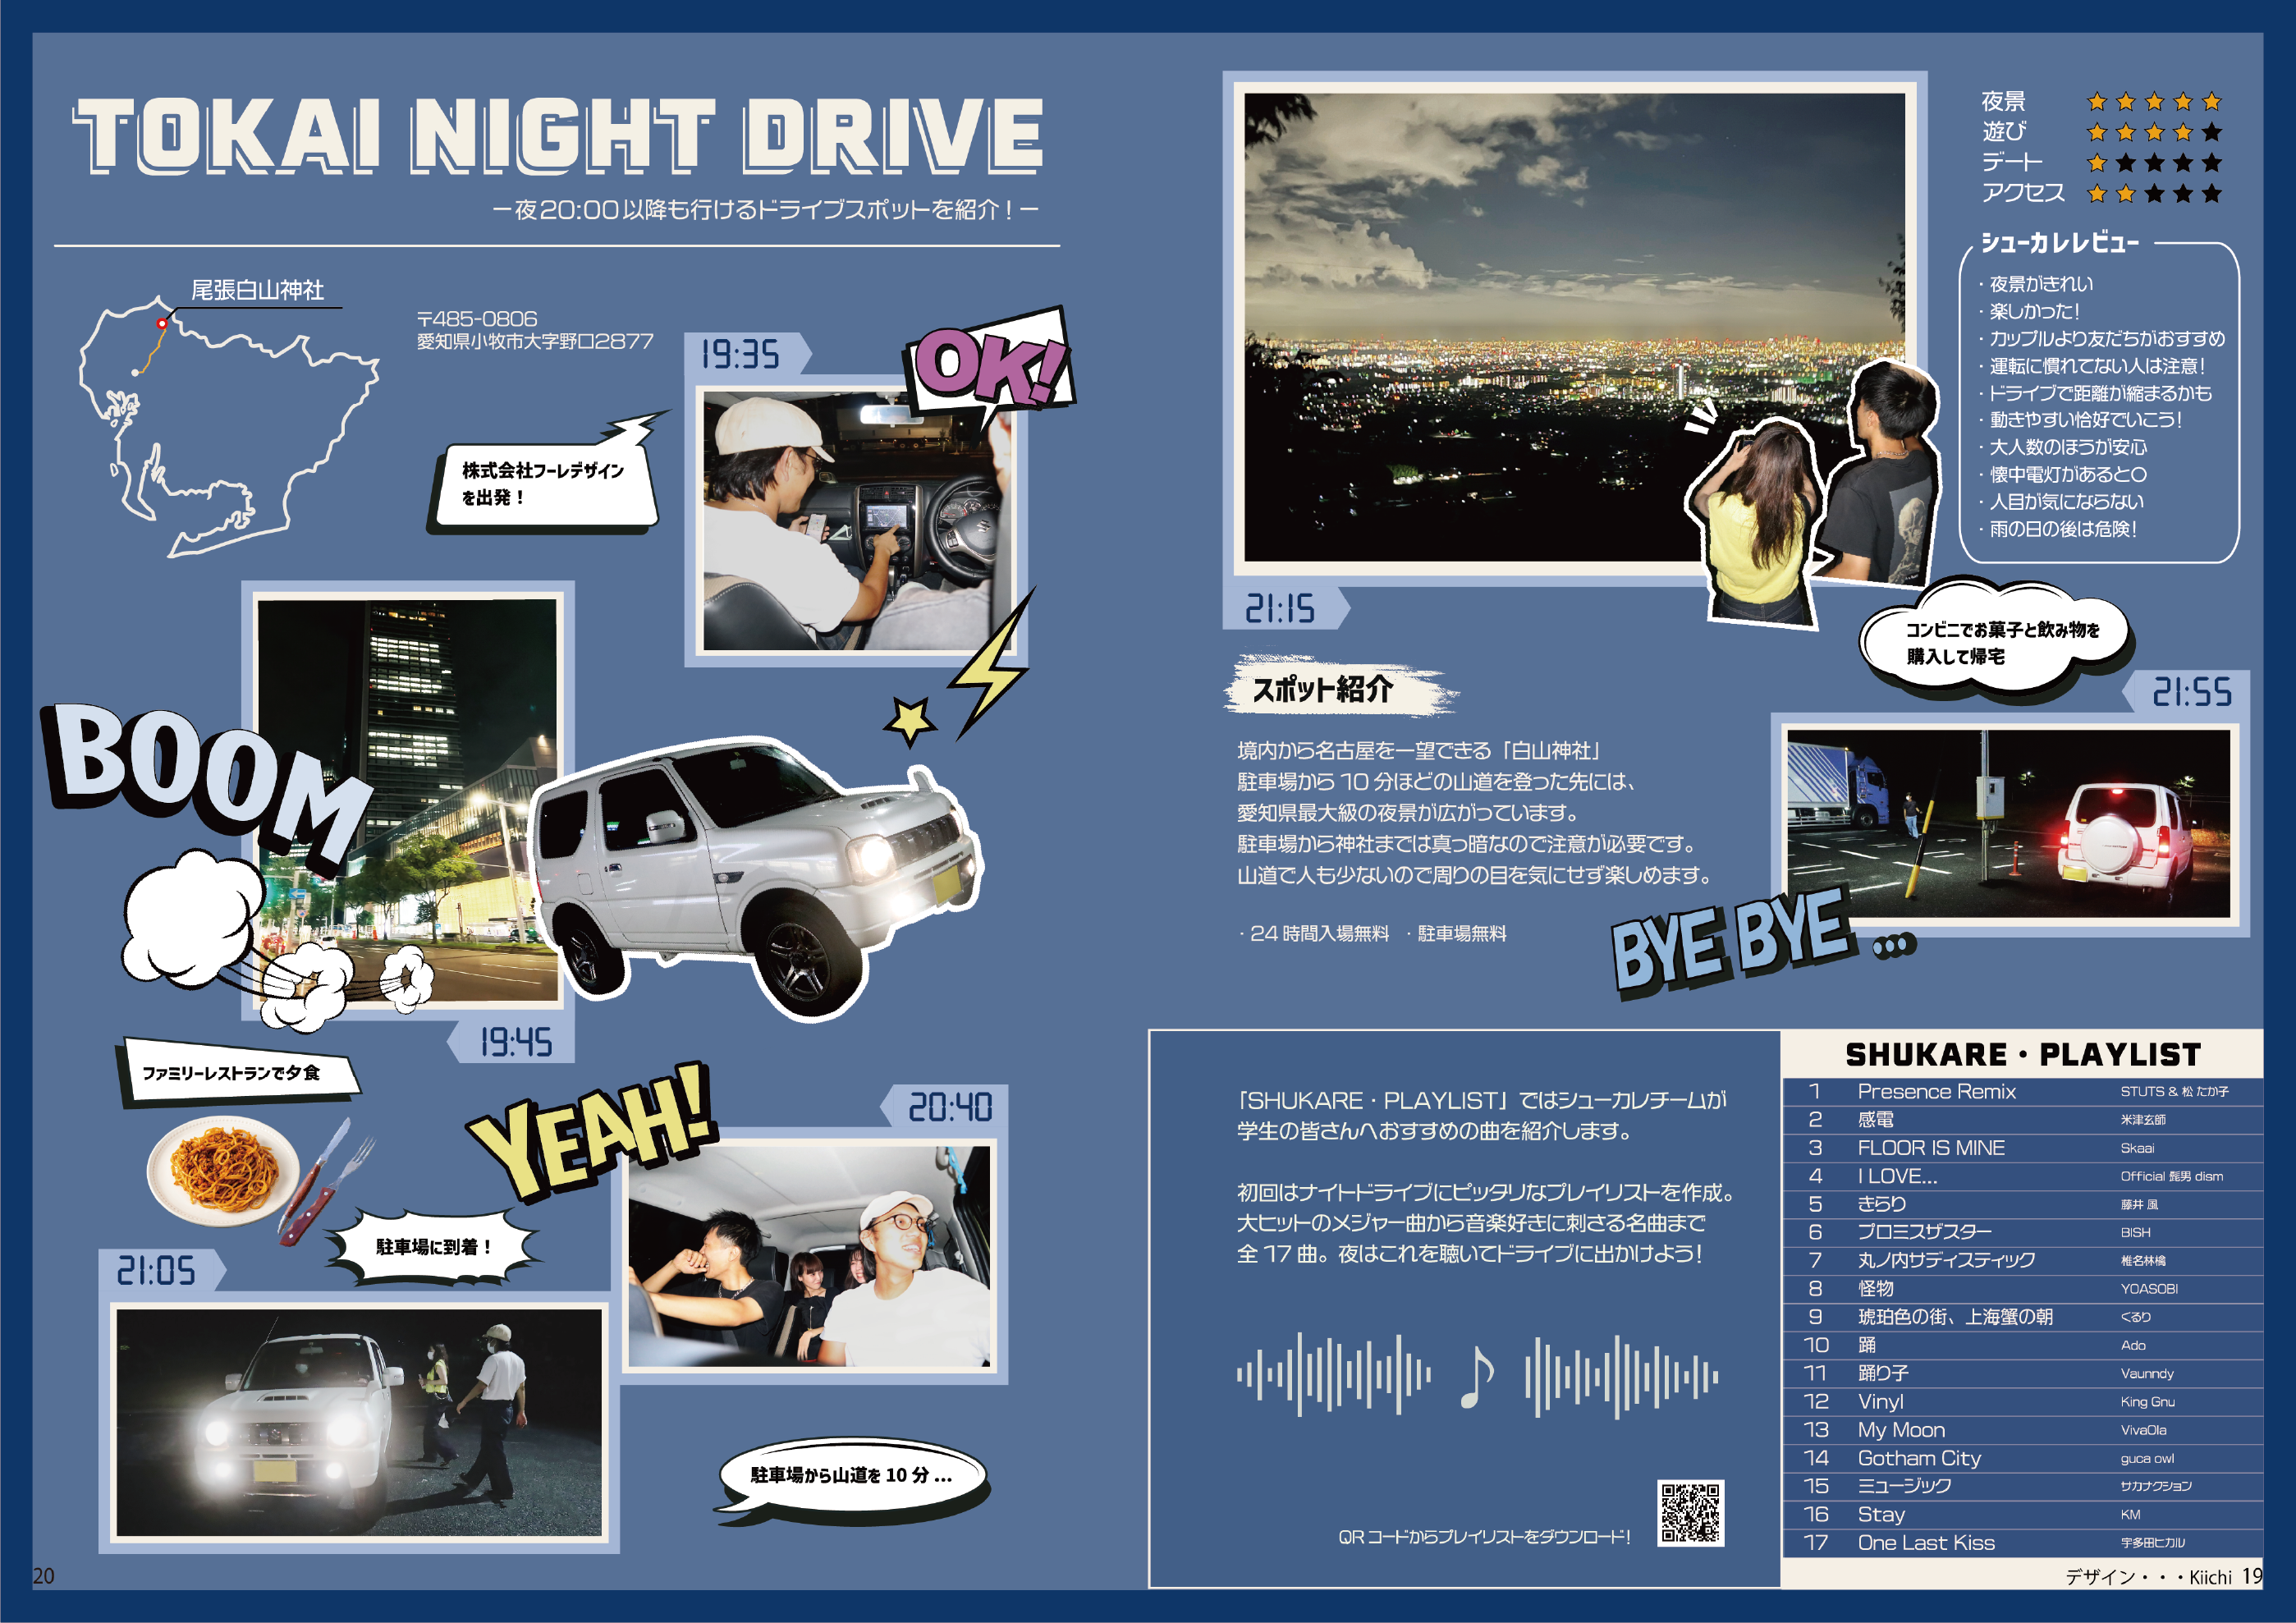 TOKAI NIGHT DRIVE
ー夜20:00以降も行けるドライブスポットを紹介！ー
尾張白山神社
〒485-0806
愛知県小牧市大字野口2877
19:35
OK!
株式会社フーレデザイン
を出発！
BOOM
19:45
ファミリーレストランで夕食
YEAH!
20:40
駐車場に到着！
21:05
駐車場から山道を10分...
20
夜景 ★★★★★
遊び ★★★★★
デート ★★★★★
アクセス ★★★★★
シューカレレビュー
・夜景がきれい
・楽しかった！
・カップルより友だちがおすすめ
・運転に慣れてない人は注意！
・ドライブで距離が縮まるかも
・動きやすい恰好でいこう！
・大人数のほうが安心
・懐中電灯があると〇
・人目が気にならない
・雨の日の後は危険！
21:15
コンビニでお菓子と飲み物を
購入して帰宅
21:55
スポット紹介
境内から名古屋を一望できる「白山神社」
駐車場から10分ほどの山道を登った先には、
愛知県最大級の夜景が広がっています。
駐車場から神社までは真っ暗なので注意が必要です。
山道で人も少ないので周りの目を気にせず楽しめます。
・24時間入場無料 ・駐車場無料
BYE BYE ...
「SHUKARE・PLAYLIST」ではシューカレチームが
学生の皆さんへおすすめの曲を紹介します。
初回はナイトドライブにピッタリなプレイリストを作成。
大ヒットのメジャー曲から音楽好きに刺さる名曲まで
全17曲。夜はこれを聴いてドライブに出かけよう！
QRコードからプレイリストをダウンロード！
SHUKARE・PLAYLIST
1 Presence Remix STUTS & 松 たか子
2 感電 米津玄師
3 FLOOR IS MINE Skaai
4 I LOVE... Official 髭男 dism
5 きらり 藤井 風
6 プロミスザスター BISH
7 丸ノ内サディスティック 椎名林檎
8 怪物 YOASOBI
9 琥珀色の街、上海蟹の朝 くるり
10 踊 Ado
11 踊り子 Vaunndy
12 Vinyl King Gnu
13 My Moon VivaOla
14 Gotham City guca owl
15 ミュージック サカナクション
16 Stay KM
17 One Last Kiss 宇多田ヒカル
デザイン・・・Kiichi 19